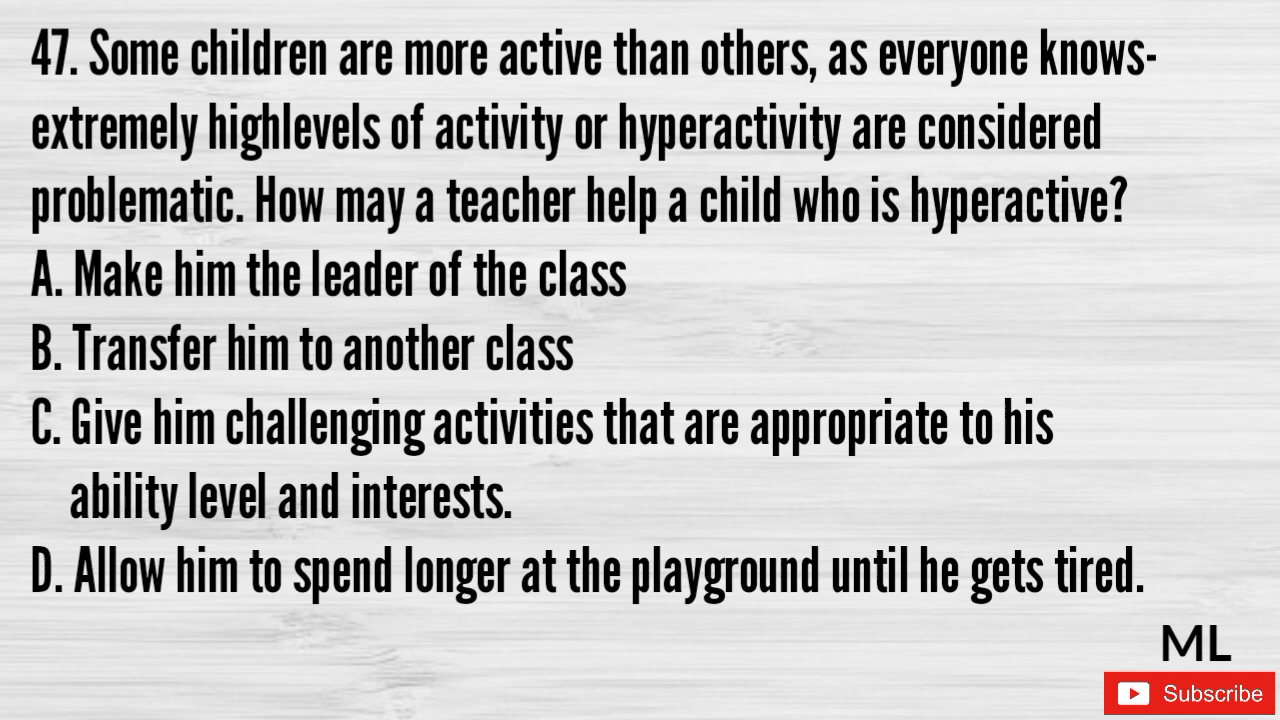 47. Some children are more active than others, as everyone knows-
extremely highlevels of activity or hyperactivity are considered
problematic. How may a teacher help a child who is hyperactive?
A. Make him the leader of the class
B. Transfer him to another class
C. Give him challenging activities that are appropriate to his
ability level and interests.
D. Allow him to spend longer at the playground until he gets tired.
ML
Subscribe